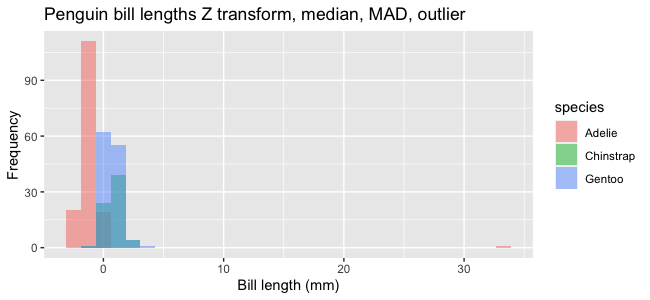 Penguin bill lengths Z transform, median, MAD, outlier
Frequency
90
60
30
0
0 10 20 30
Bill length (mm)
species
Adelie
Chinstrap
Gentoo